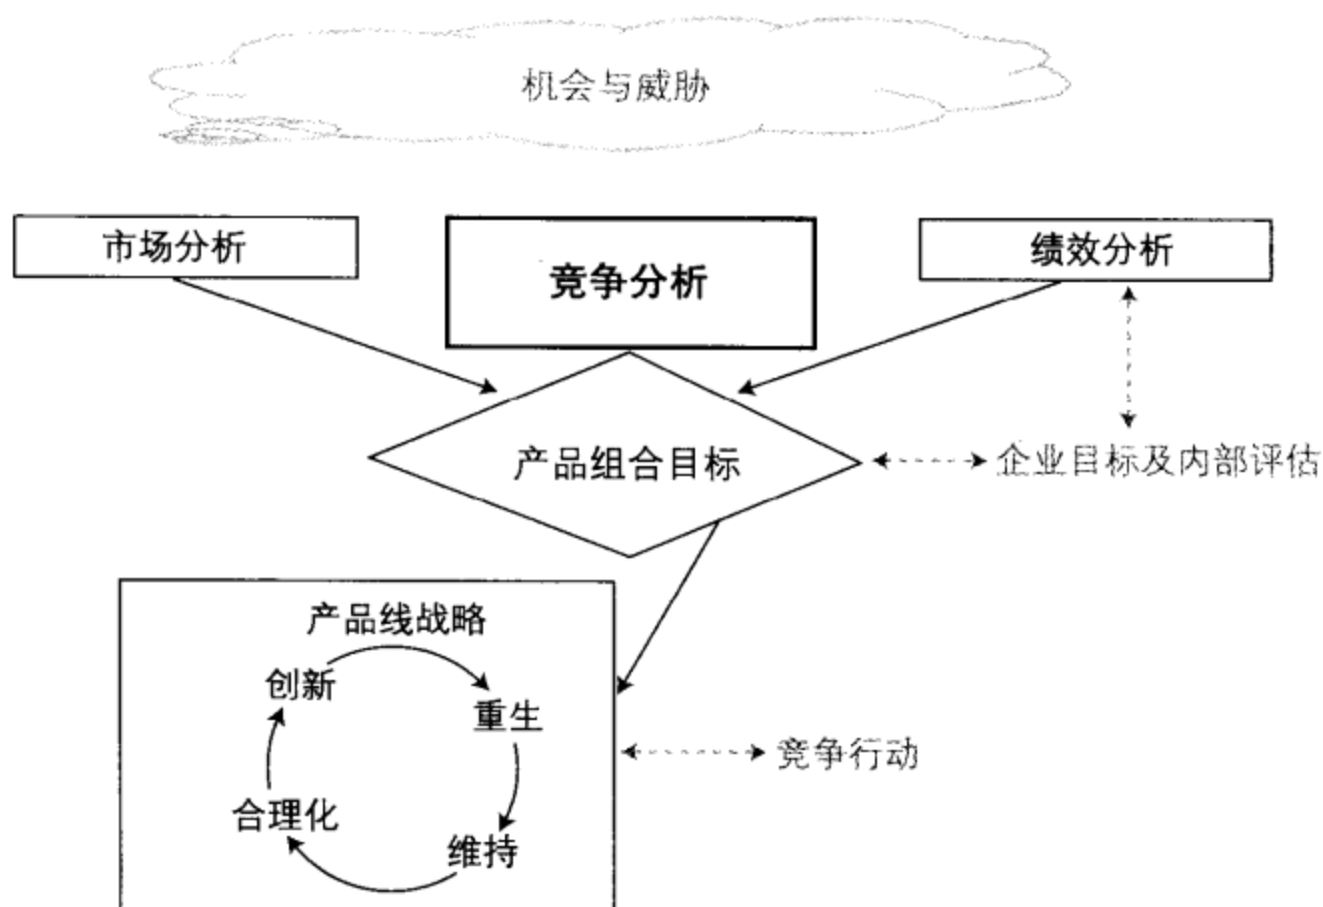 机会与威胁
市场分析
竞争分析
绩效分析
产品组合目标
企业目标及内部评估
产品线战略
创新
重生
竞争行动
合理化
维持